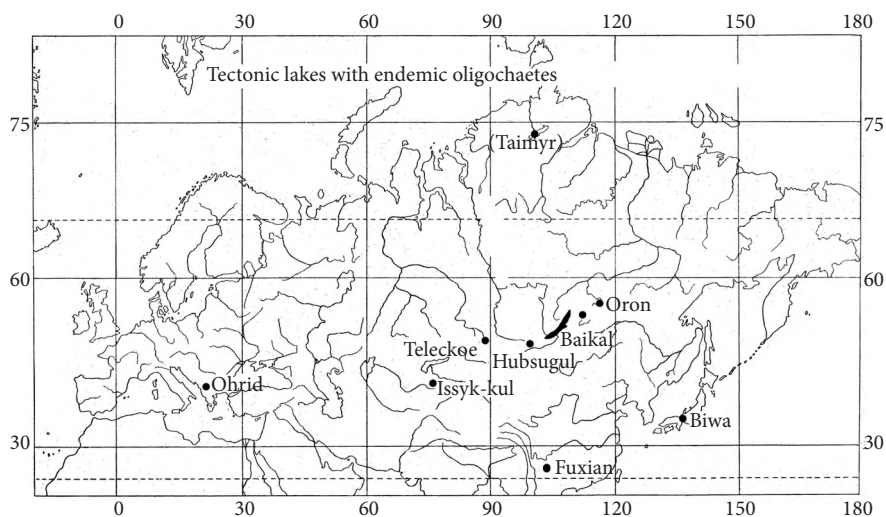 0 30 60 90 120 150 180
Tectonic lakes with endemic oligochaetes
75 75
(Taimyr)
60 60
Oron
Baikal
Teleckoe
Hubsugul
Ohrid
Issyk-kul
Biwa
30 30
Fuxian
0 30 60 90 120 150 180